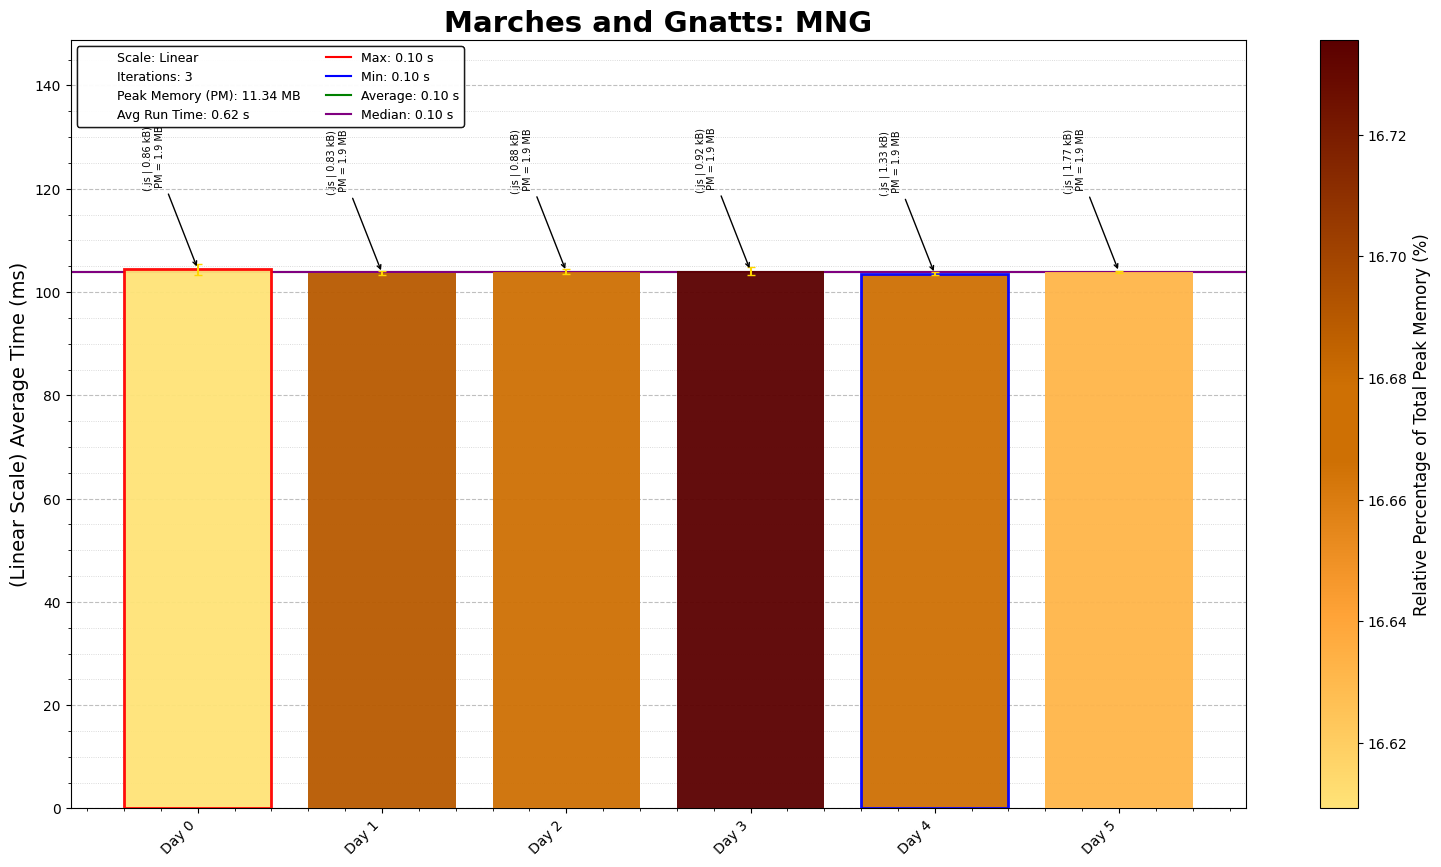 Marches and Gnatts: MNG
Scale: Linear
Iterations: 3
Peak Memory (PM): 11.34 MB
Avg Run Time: 0.62 s
Max: 0.10 s
Min: 0.10 s
Average: 0.10 s
Median: 0.10 s
(Linear Scale) Average Time (ms)
140
120
100
80
60
40
20
0
(.js | 0.86 kB)
PM = 1.9 MB
(.js | 0.83 kB)
PM = 1.9 MB
(.js | 0.88 kB)
PM = 1.9 MB
(.js | 0.92 kB)
PM = 1.9 MB
(.js | 1.33 kB)
PM = 1.9 MB
(.js | 1.77 kB)
PM = 1.9 MB
Day 0
Day 1
Day 2
Day 3
Day 4
Day 5
16.72
16.70
16.68
16.66
16.64
16.62
Relative Percentage of Total Peak Memory (%)